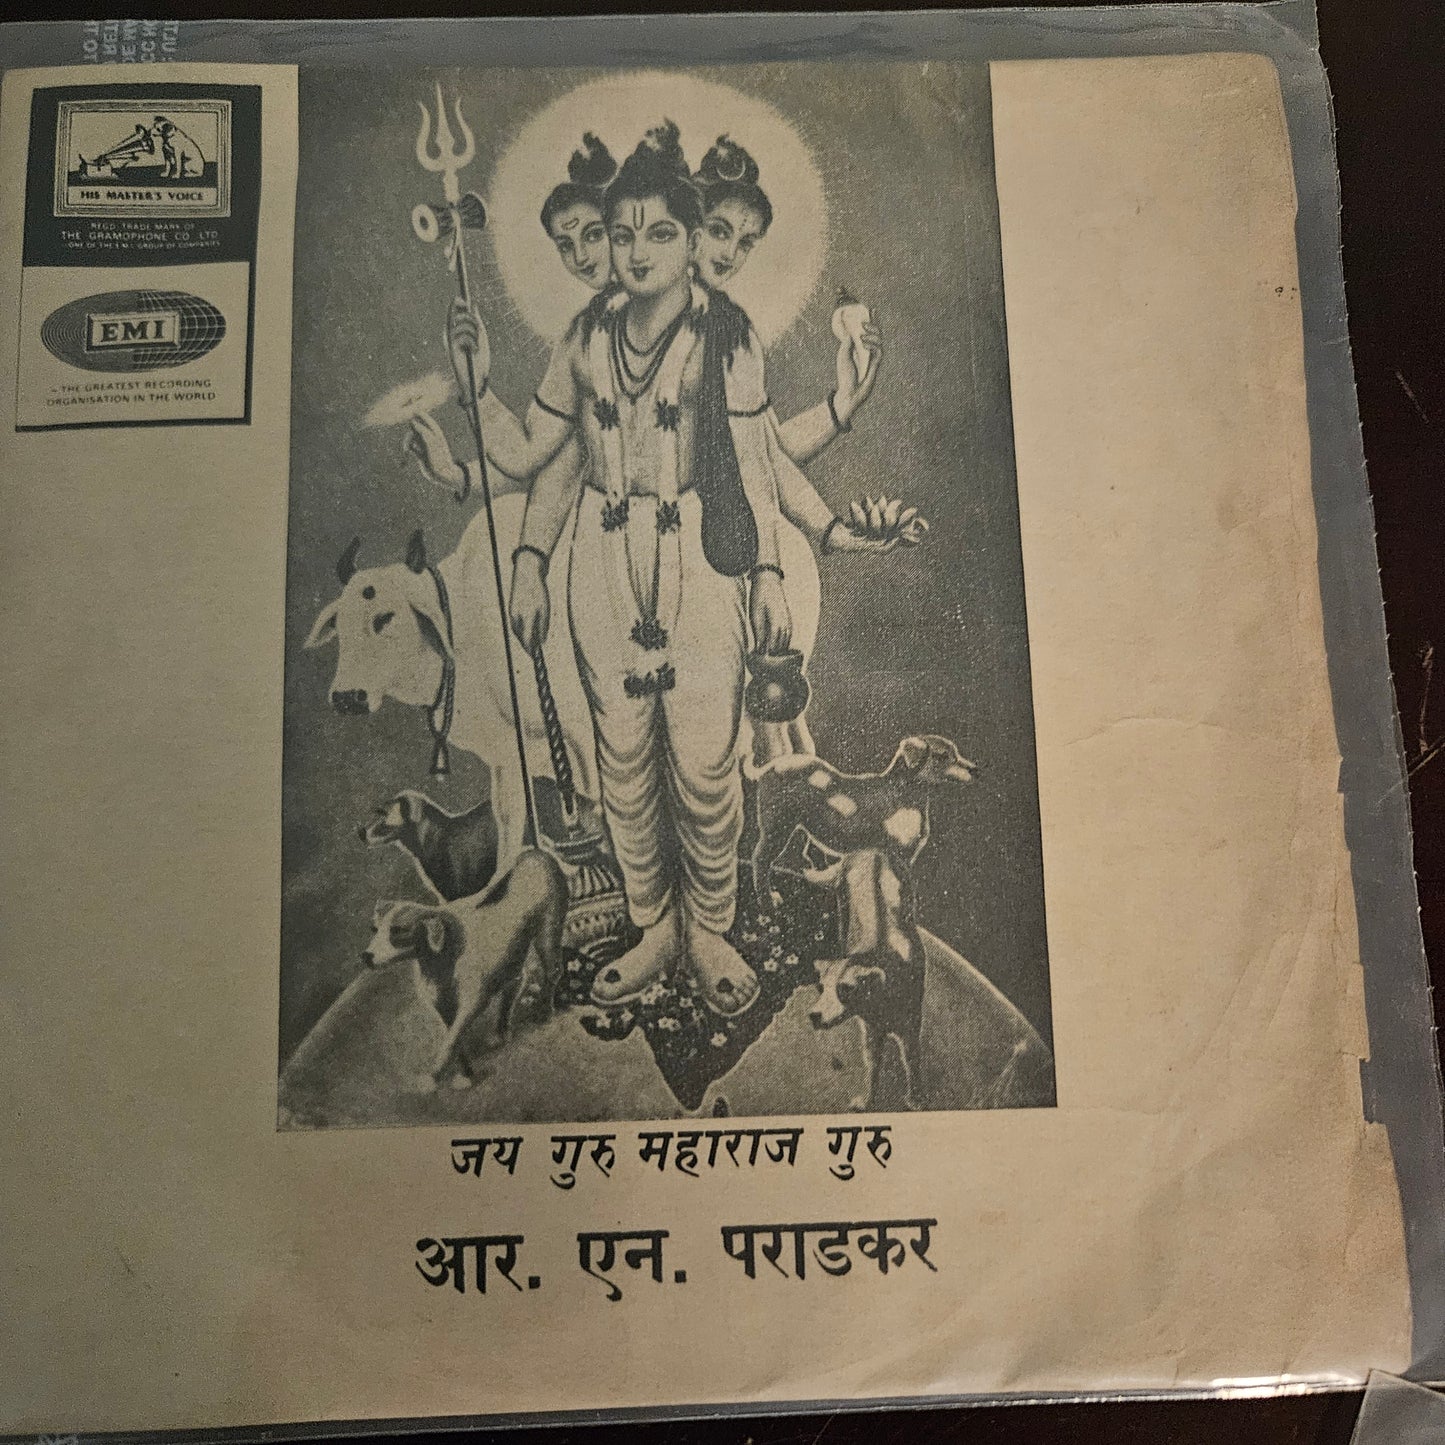 HIS MASTER'S VOICE
REGD. TRADE MARK OF
THE GRAMOPHONE CO. LTD.
ONE OF THE E.M.I. GROUP OF COMPANIES
EMI
THE GREATEST RECORDING
ORGANISATION IN THE WORLD
जय गुरु महाराज गुरु
आर. एन. पराडकर